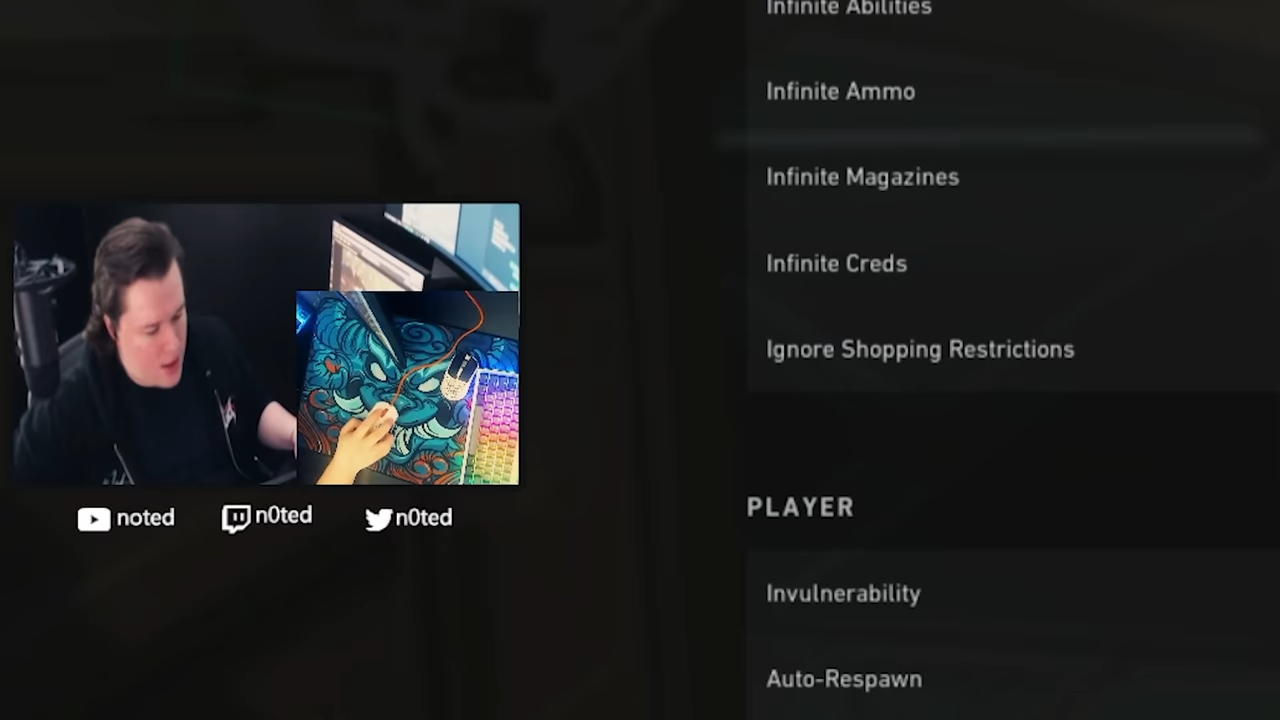 Infinite Abilities
Infinite Ammo
Infinite Magazines
Infinite Creds
Ignore Shopping Restrictions
noted n0ted n0ted
PLAYER
Invulnerability
Auto-Respawn